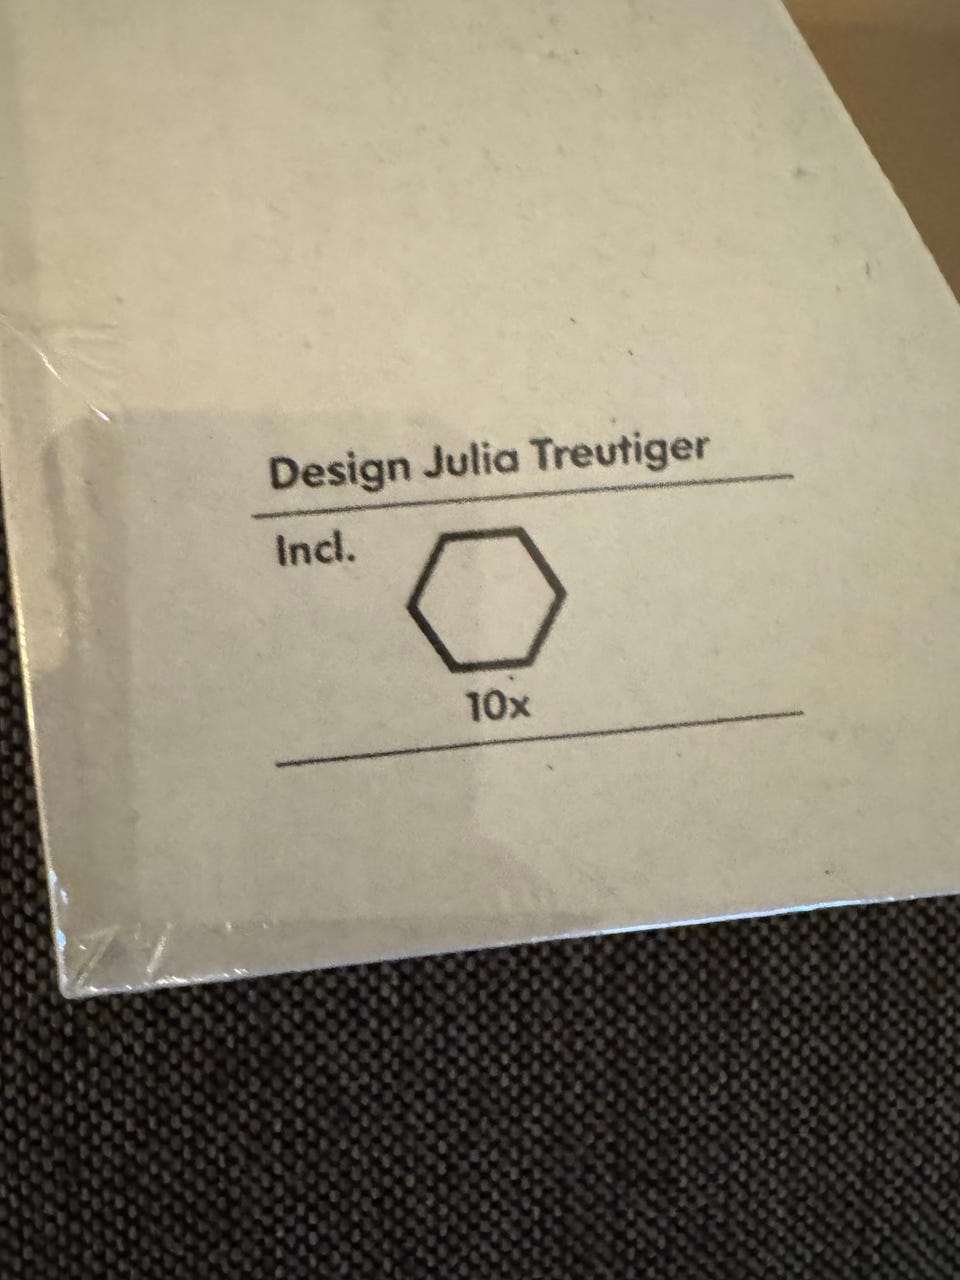 Design Julia Treutiger
Incl.
10x